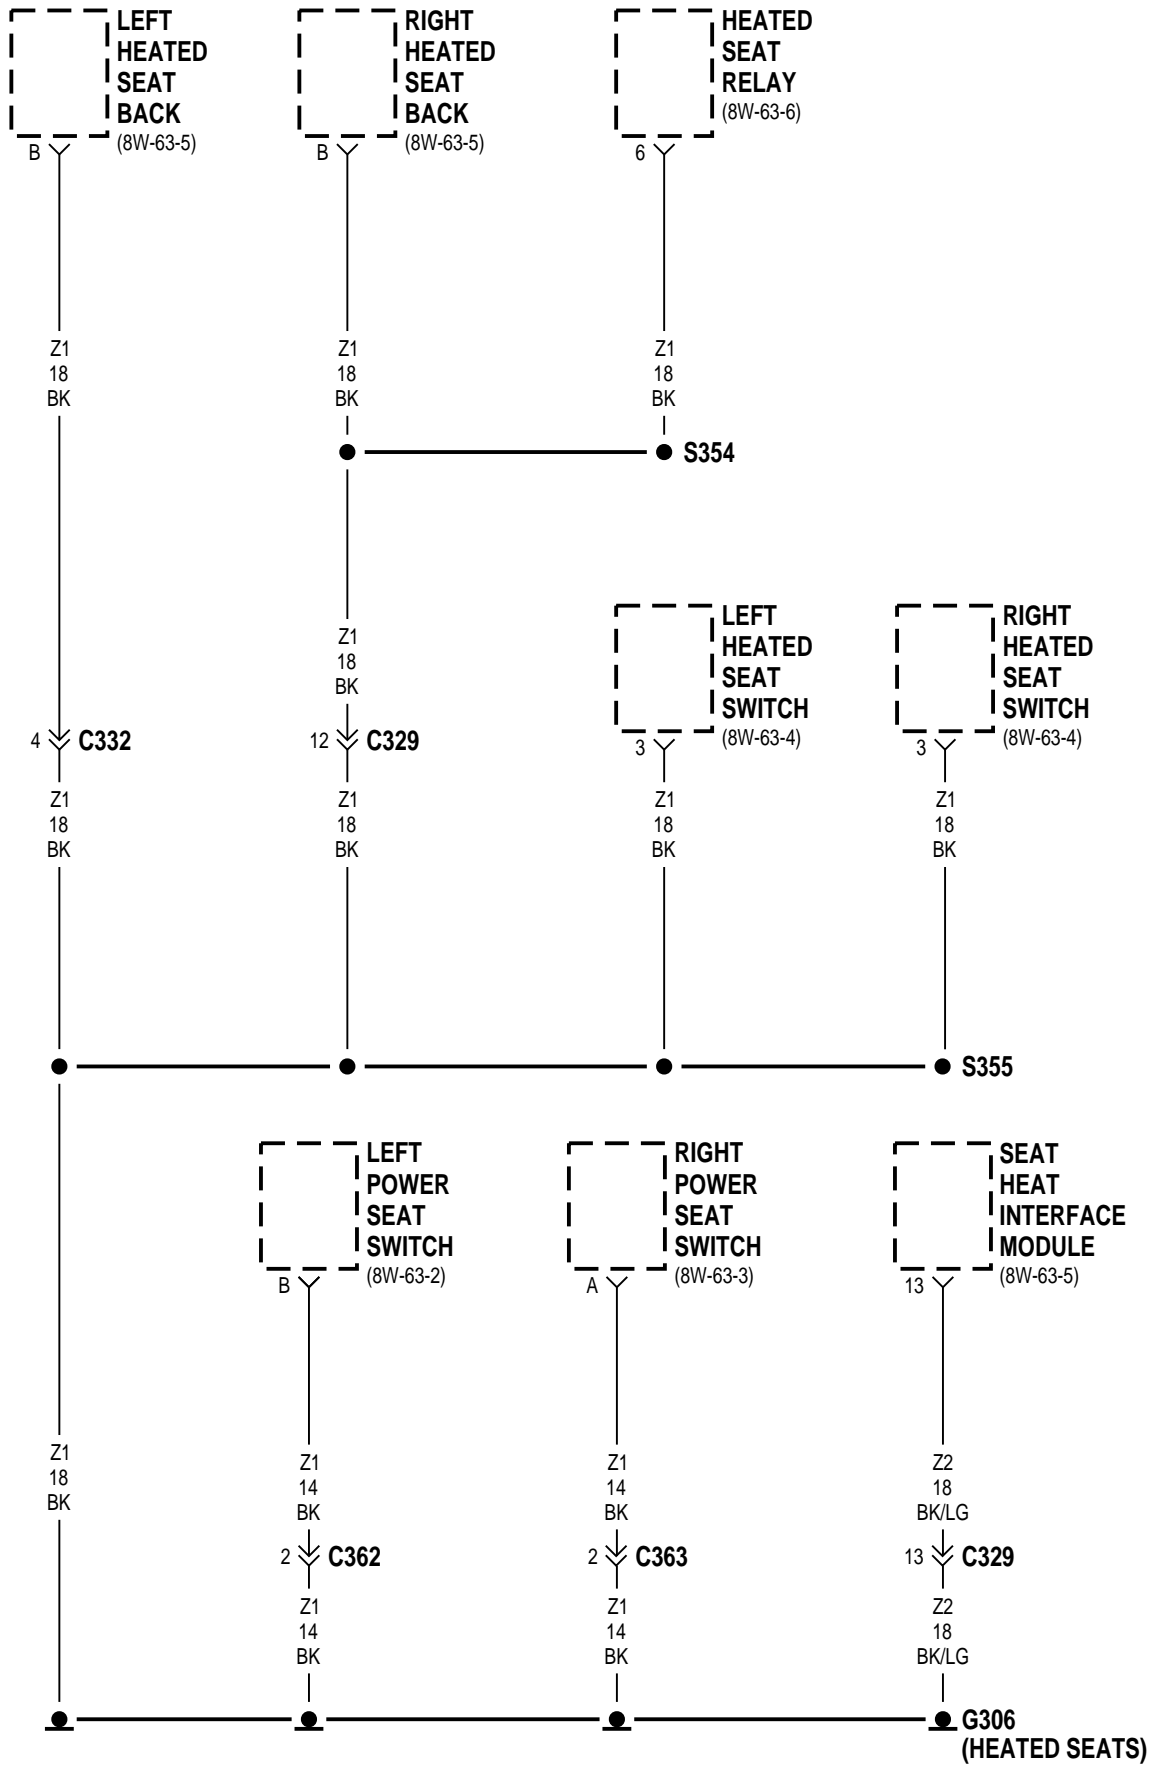 LEFT
HEATED
SEAT
BACK
(8W-63-5)
B
RIGHT
HEATED
SEAT
BACK
(8W-63-5)
B
HEATED
SEAT
RELAY
(8W-63-6)
6
Z1
18
BK
Z1
18
BK
Z1
18
BK
S354
Z1
18
BK
LEFT
HEATED
SEAT
SWITCH
(8W-63-4)
3
RIGHT
HEATED
SEAT
SWITCH
(8W-63-4)
3
4 C332
12 C329
Z1
18
BK
Z1
18
BK
Z1
18
BK
Z1
18
BK
S355
LEFT
POWER
SEAT
SWITCH
(8W-63-2)
B
RIGHT
POWER
SEAT
SWITCH
(8W-63-3)
A
SEAT
HEAT
INTERFACE
MODULE
(8W-63-5)
13
Z1
18
BK
Z1
14
BK
Z1
14
BK
Z2
18
BK/LG
2 C362
2 C363
13 C329
Z1
14
BK
Z1
14
BK
Z2
18
BK/LG
G306
(HEATED SEATS)